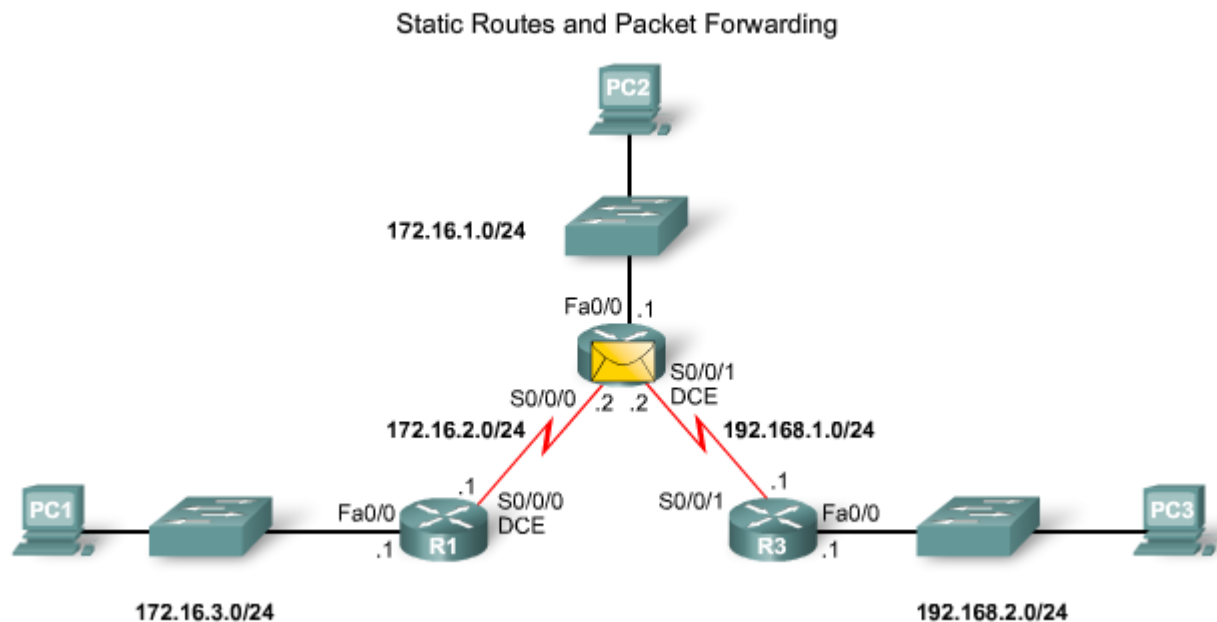 Static Routes and Packet Forwarding
PC2
172.16.1.0/24
Fa0/0
.1
S0/0/1
DCE
S0/0/0
.2
.2
172.16.2.0/24
192.168.1.0/24
.1
S0/0/0
DCE
.1
S0/0/1
PC1
Fa0/0
.1
R1
R3
Fa0/0
.1
PC3
172.16.3.0/24
192.168.2.0/24